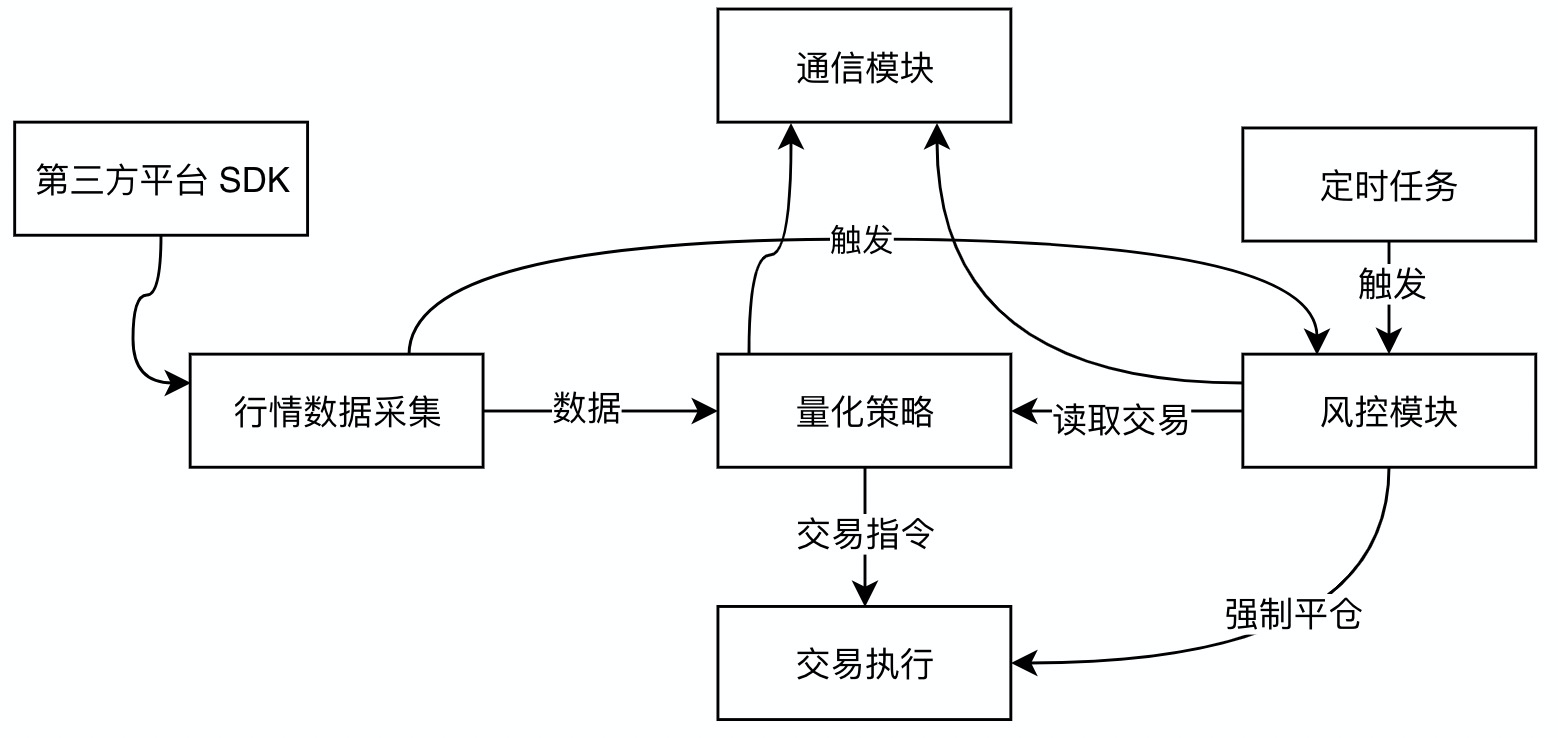 通信模块
第三方平台 SDK
定时任务
触发
触发
行情数据采集
数据
量化策略
读取交易
风控模块
交易指令
强制平仓
交易执行